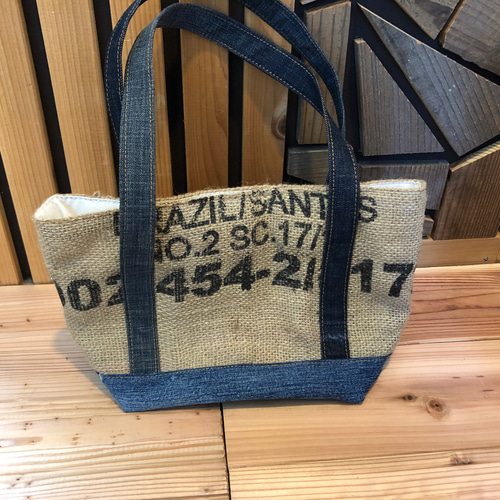 BRAZIL/SANTOS
NO.2 SC.17/
002 454-2/ 17